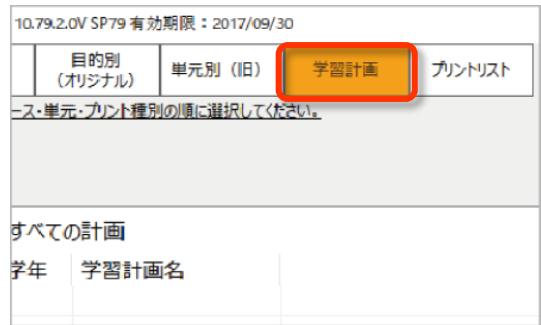 10.79.2.0V SP79 有効期限：2017/09/30
目的別
（オリジナル）
単元別（旧）
学習計画
プリントリスト
ース・単元・プリント種別の順に選択してください。
すべての計画
学年 学習計画名